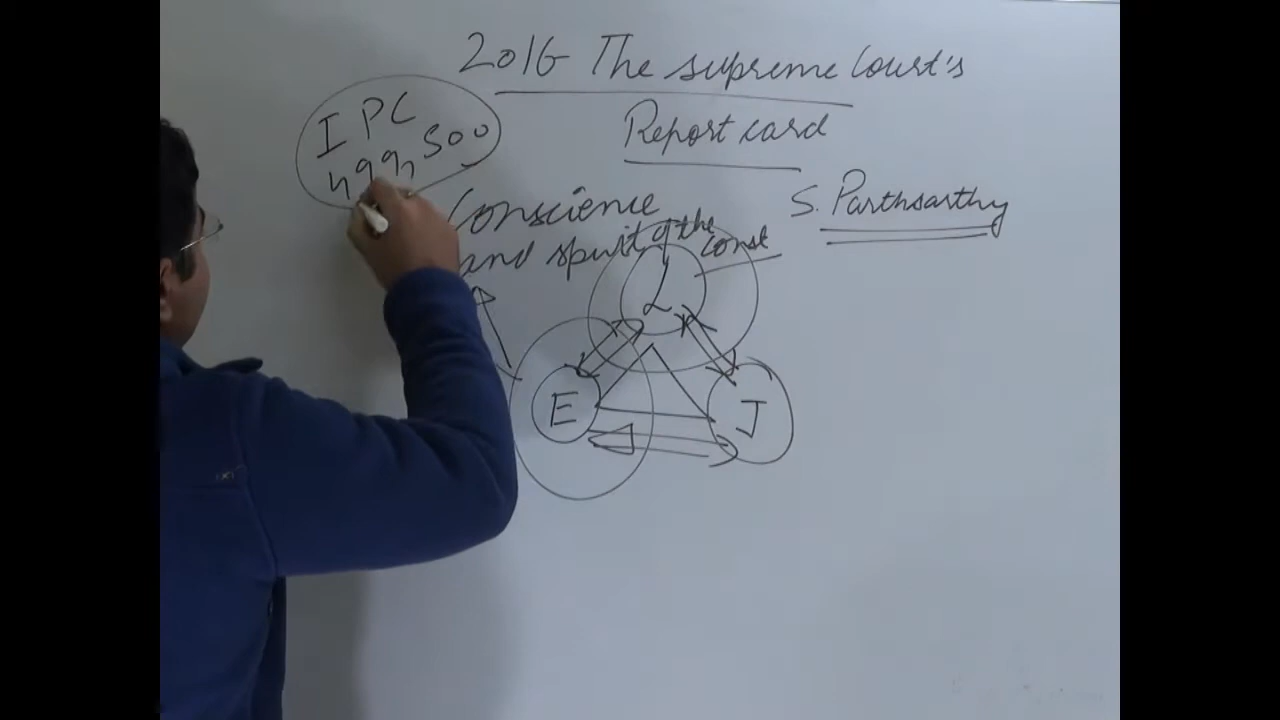 2016 The supreme Court's
Report card
S. Parthsarthy
IPC
499, 500
Conscience
and spirit of the
const
L
E
J